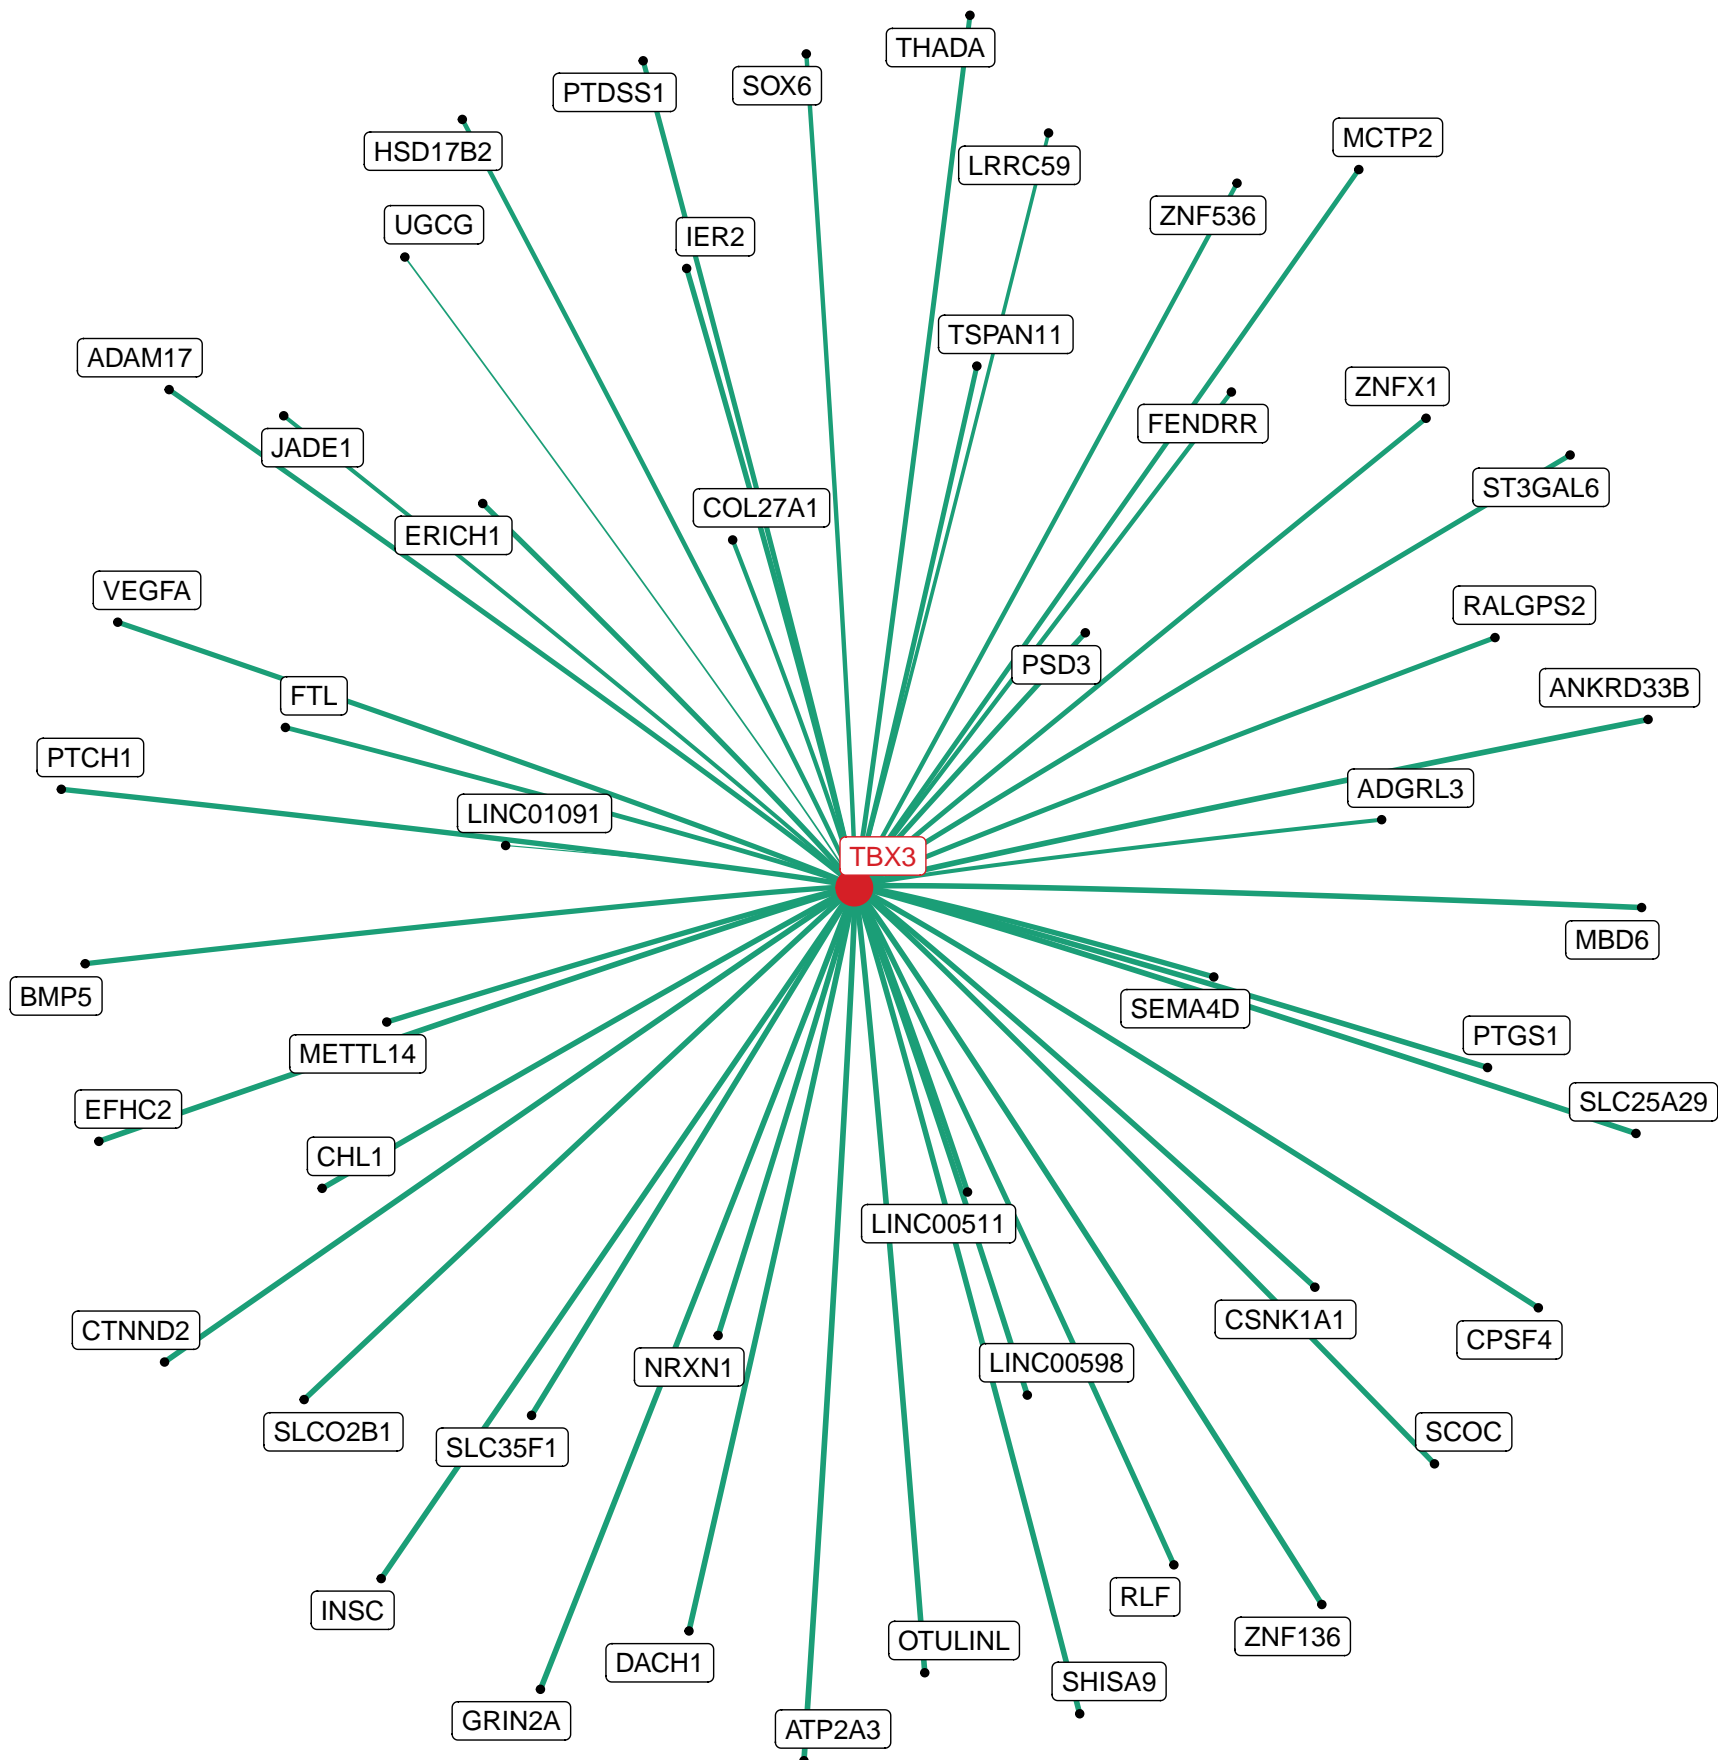 THADA
SOX6
PTDSS1
MCTP2
HSD17B2
LRRC59
ZNF536
UGCG
IER2
TSPAN11
ADAM17
ZNFX1
FENDRR
JADE1
ST3GAL6
COL27A1
ERICH1
VEGFA
RALGPS2
PSD3
ANKRD33B
FTL
PTCH1
ADGRL3
LINC01091
TBX3
MBD6
BMP5
SEMA4D
PTGS1
METTL14
SLC25A29
EFHC2
CHL1
LINC00511
CSNK1A1
CTNND2
CPSF4
LINC00598
NRXN1
SLCO2B1
SCOC
SLC35F1
RLF
INSC
ZNF136
OTULINL
DACH1
SHISA9
GRIN2A
ATP2A3